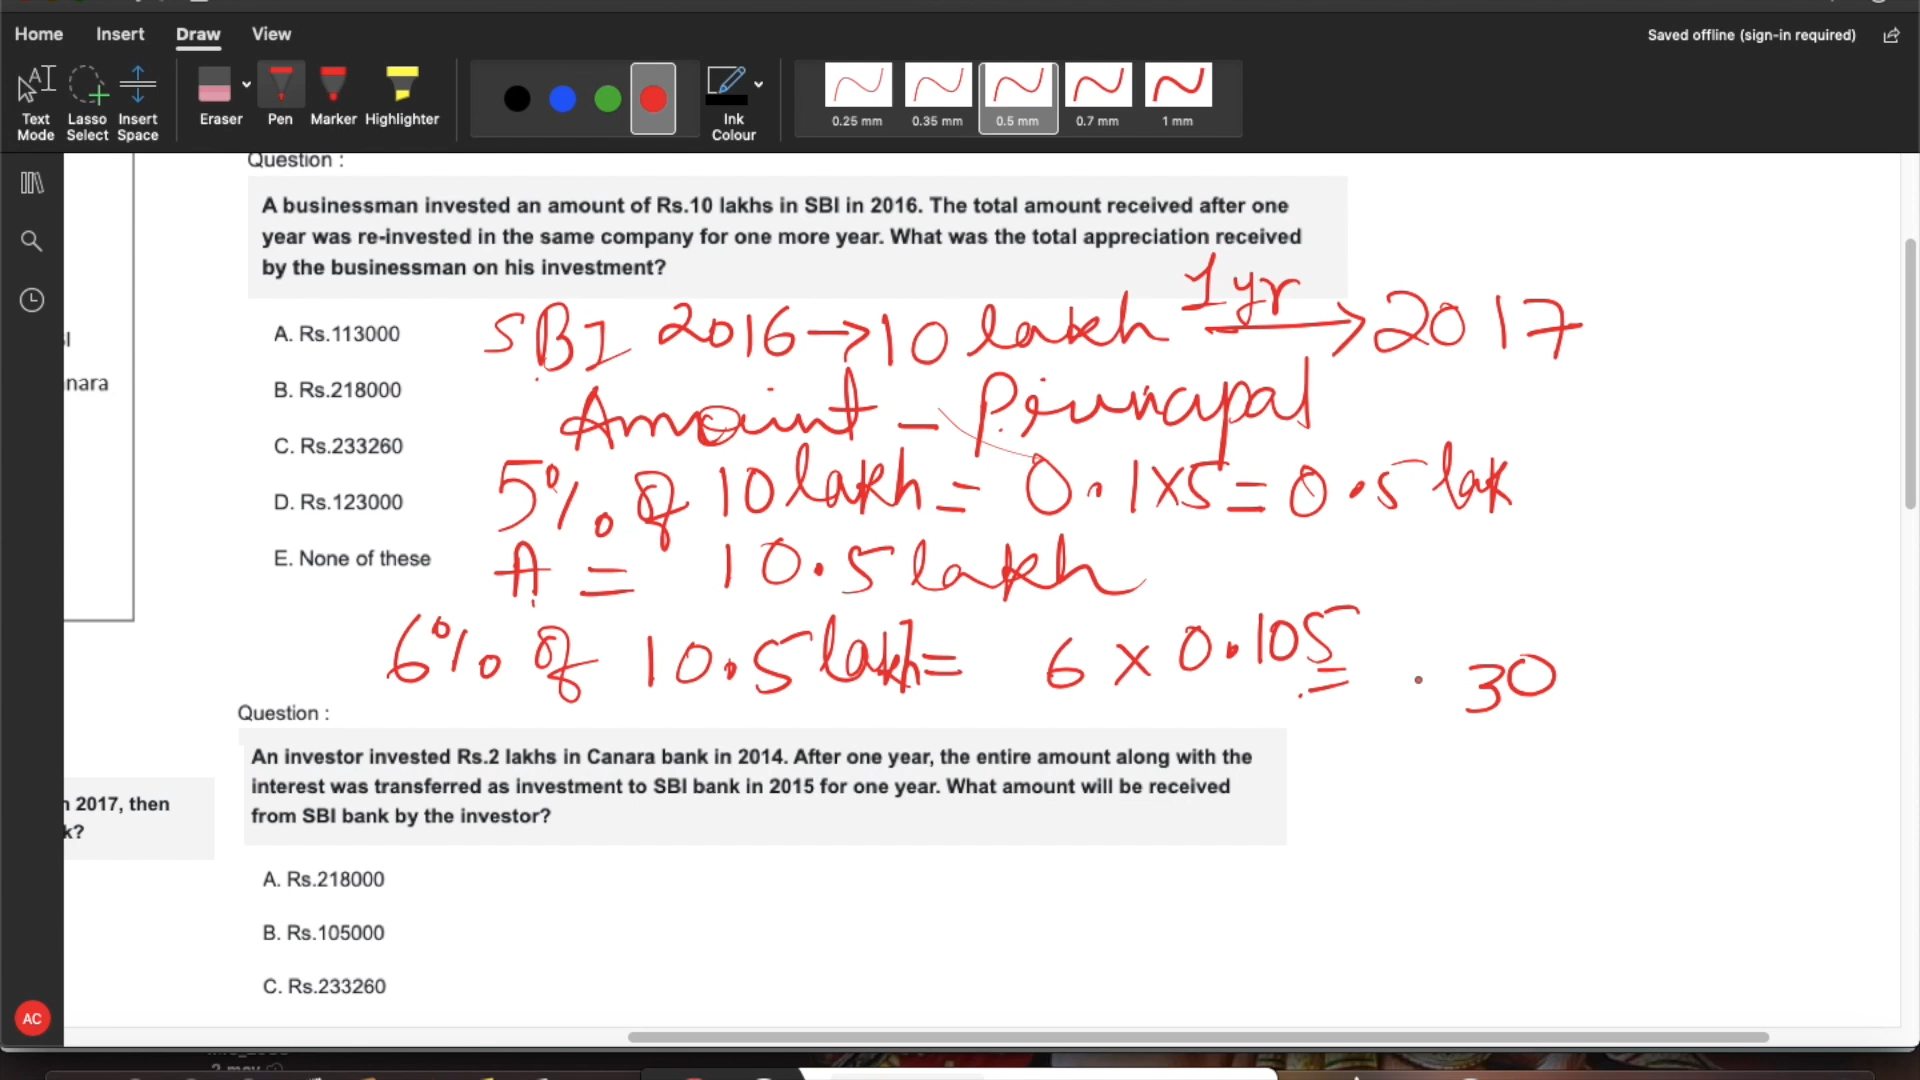 Home Insert Draw View
Saved offline (sign-in required)
Text Mode
Lasso Select
Insert Space
Eraser
Pen
Marker
Highlighter
Ink Colour
0.25 mm
0.35 mm
0.5 mm
0.7 mm
1 mm
Question :
A businessman invested an amount of Rs.10 lakhs in SBI in 2016. The total amount received after one
year was re-invested in the same company for one more year. What was the total appreciation received
by the businessman on his investment?
A. Rs.113000
B. Rs.218000
C. Rs.233260
D. Rs.123000
E. None of these
nara
SBI 2016 → 10 lakh 1 yr → 2017
Amount - Principal
5% of 10 lakh = 0.1 x 5 = 0.5 lak
A = 10.5 lakh
6% of 10.5 lakh = 6 x 0.105 . 30
Question :
An investor invested Rs.2 lakhs in Canara bank in 2014. After one year, the entire amount along with the
interest was transferred as investment to SBI bank in 2015 for one year. What amount will be received
from SBI bank by the investor?
2017, then
k?
A. Rs.218000
B. Rs.105000
C. Rs.233260
AC